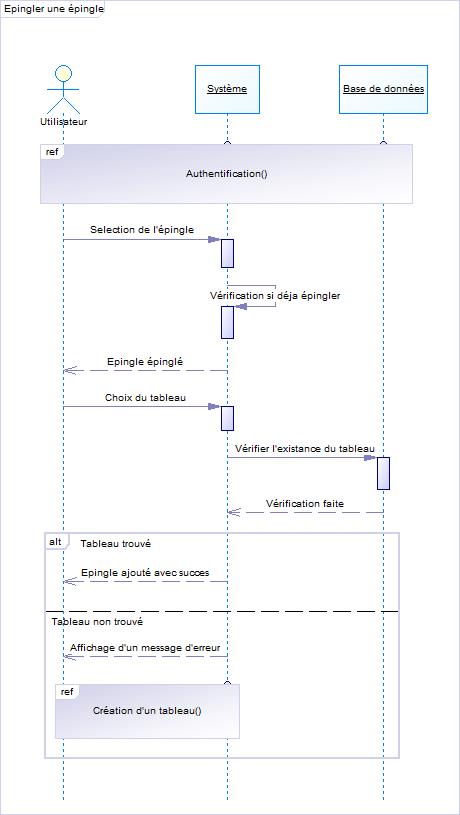 Epingler une épingle
Utilisateur
Système
Base de données
ref
Authentification()
Selection de l'épingle
Vérification si déja épingler
Epingle épinglé
Choix du tableau
Vérifier l'existance du tableau
Vérification faite
alt
Tableau trouvé
Epingle ajouté avec succes
Tableau non trouvé
Affichage d'un message d'erreur
ref
Création d'un tableau()